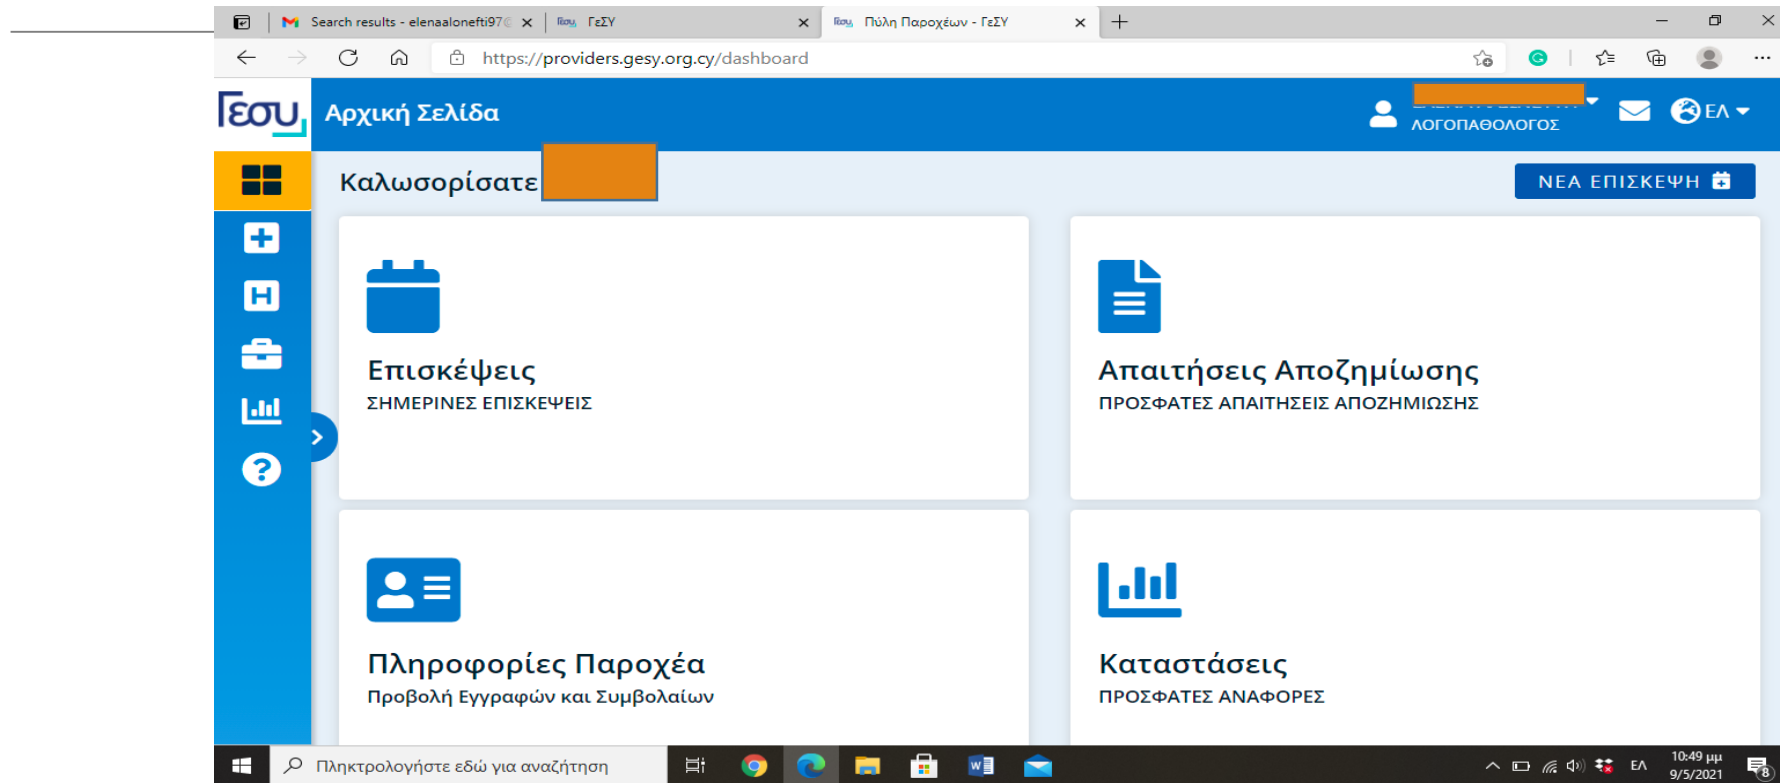 Search results - elenaalonefti97@
ΓεΣΥ
Πύλη Παροχέων - ΓεΣΥ
https://providers.gesy.org.cy/dashboard
Γεσυ
Αρχική Σελίδα
ΛΟΓΟΠΑΘΟΛΟΓΟΣ
ΕΛ
Καλωσορίσατε
ΝΕΑ ΕΠΙΣΚΕΨΗ
Επισκέψεις
ΣΗΜΕΡΙΝΕΣ ΕΠΙΣΚΕΨΕΙΣ
Απαιτήσεις Αποζημίωσης
ΠΡΟΣΦΑΤΕΣ ΑΠΑΙΤΗΣΕΙΣ ΑΠΟΖΗΜΙΩΣΗΣ
Πληροφορίες Παροχέα
Προβολή Εγγραφών και Συμβολαίων
Καταστάσεις
ΠΡΟΣΦΑΤΕΣ ΑΝΑΦΟΡΕΣ
Πληκτρολογήστε εδώ για αναζήτηση
ΕΛ
10:49 μμ
9/5/2021
8